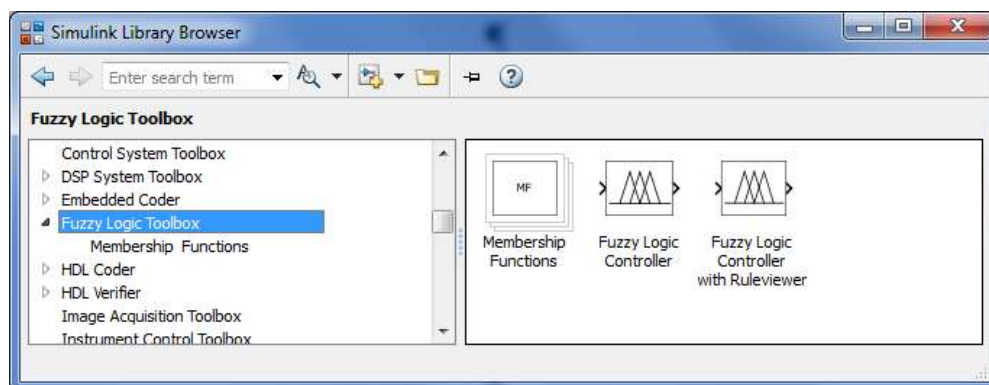 Simulink Library Browser
Enter search term
Fuzzy Logic Toolbox
Control System Toolbox
DSP System Toolbox
Embedded Coder
Fuzzy Logic Toolbox
Membership Functions
HDL Coder
HDL Verifier
Image Acquisition Toolbox
Instrument Control Toolbox
MF
Membership
Functions
Fuzzy Logic
Controller
Fuzzy Logic
Controller
with Ruleviewer